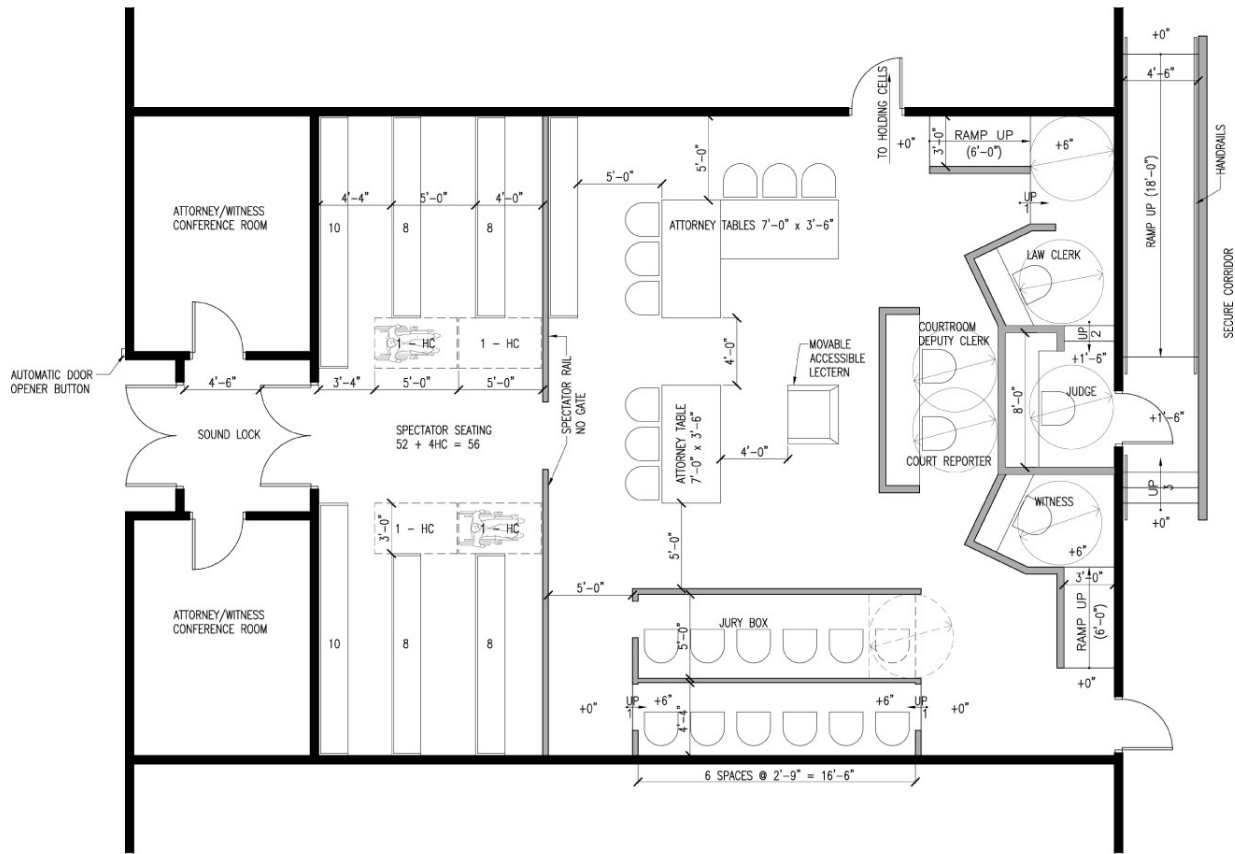 +0"
4'-6"
HANDRAILS
RAMP UP (18'-0")
SECURE CORRIDOR
TO HOLDING CELLS
+0"
3'-0"
RAMP UP
(6'-0")
+6"
5'-0"
5'-0"
4'-4"
5'-0"
4'-0"
UP
1
ATTORNEY/WITNESS
CONFERENCE ROOM
10
8
8
ATTORNEY TABLES 7'-0" x 3'-6"
LAW CLERK
UP
2
COURTROOM
DEPUTY CLERK
1 - HC
1 - HC
4'-0"
MOVABLE
ACCESSIBLE
LECTERN
+1'-6"
AUTOMATIC DOOR
OPENER BUTTON
4'-6"
3'-4"
5'-0"
5'-0"
SPECTATOR RAIL
NO GATE
ATTORNEY TABLE
7'-0" x 3'-6"
8'-0"
JUDGE
+1'-6"
SOUND LOCK
SPECTATOR SEATING
52 + 4HC = 56
4'-0"
COURT REPORTER
UP
3
+0"
3'-0"
1 - HC
1 - HC
WITNESS
+6"
5'-0"
5'-0"
3'-0"
RAMP UP
(6'-0")
+0"
ATTORNEY/WITNESS
CONFERENCE ROOM
10
8
8
5'-0"
JURY BOX
+0"
UP
1
+6"
4'-4"
+6"
UP
1
+0"
6 SPACES @ 2'-9" = 16'-6"